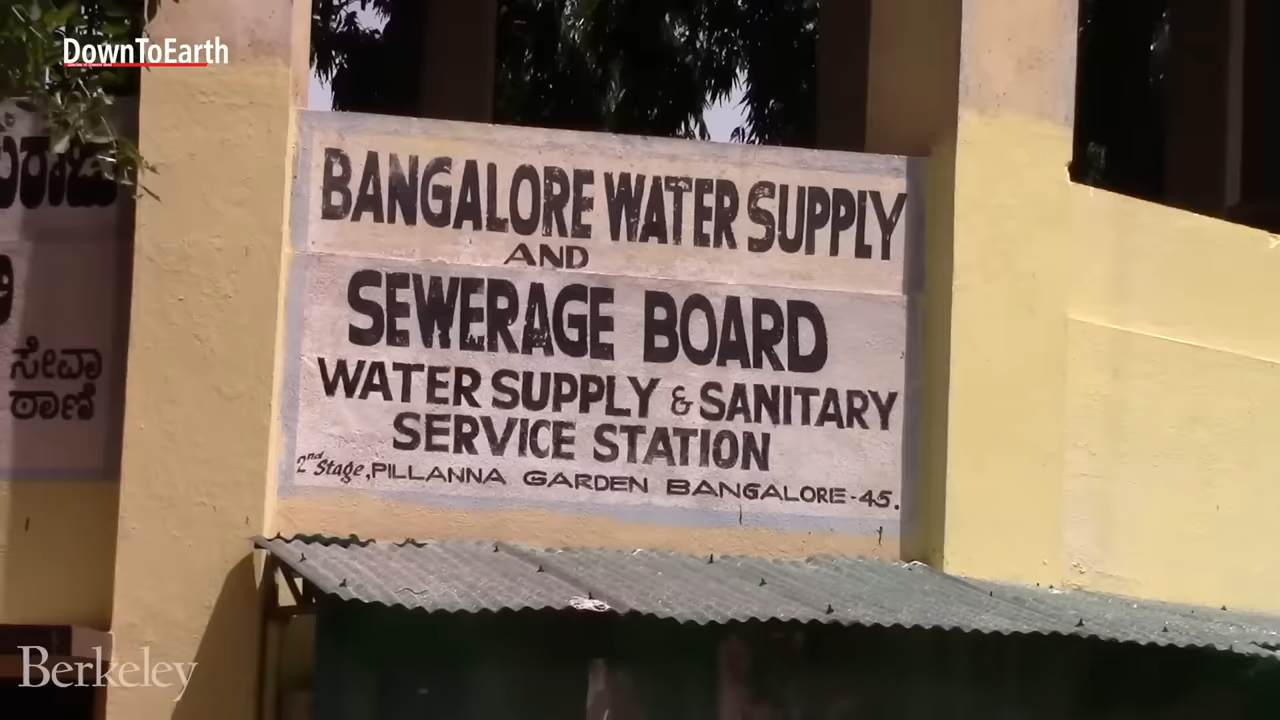 DownToEarth
BANGALORE WATER SUPPLY
AND
SEWERAGE BOARD
WATER SUPPLY & SANITARY
SERVICE STATION
2nd Stage, PILLANNA GARDEN BANGALORE-45.
ಸೇವಾ
ಠಾಣೆ
Berkeley